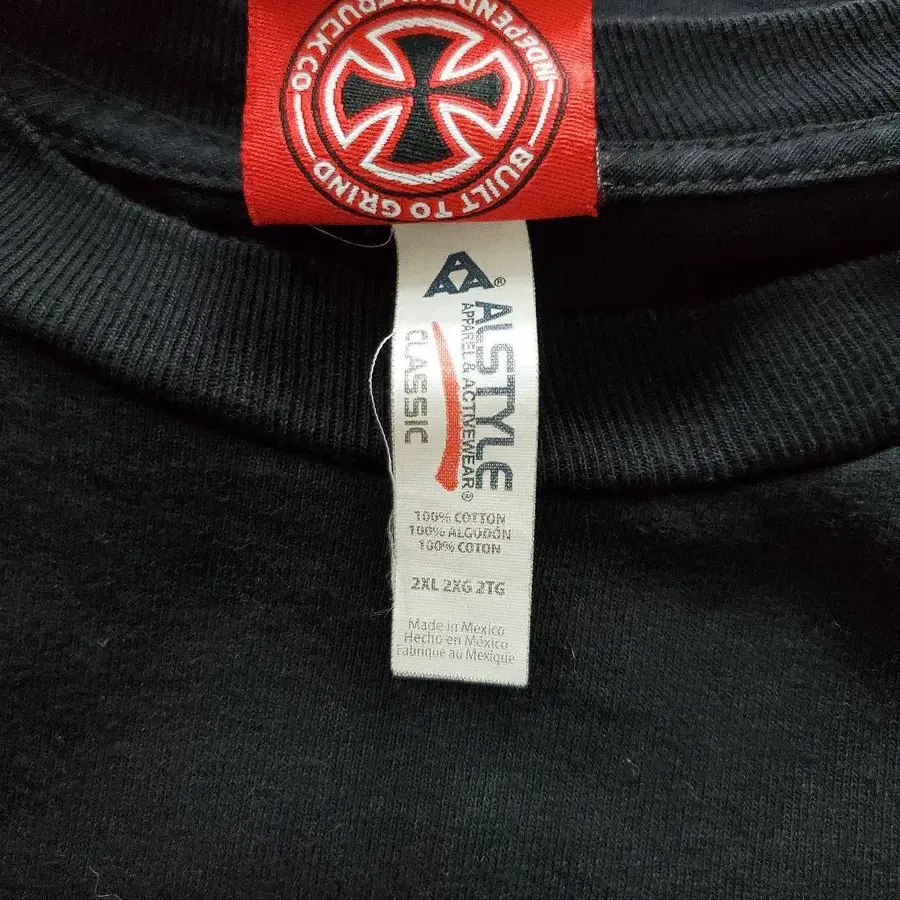 INDEPENDENT TRUCK CO
BUILT TO GRIND
AA®
ALSTYLE
APPAREL & ACTIVEWEAR®
CLASSIC
100% COTTON
100% ALGODÓN
100% COTON
2XL 2XG 2TG
Made in Mexico
Hecho en México
Fabriqué au Mexique